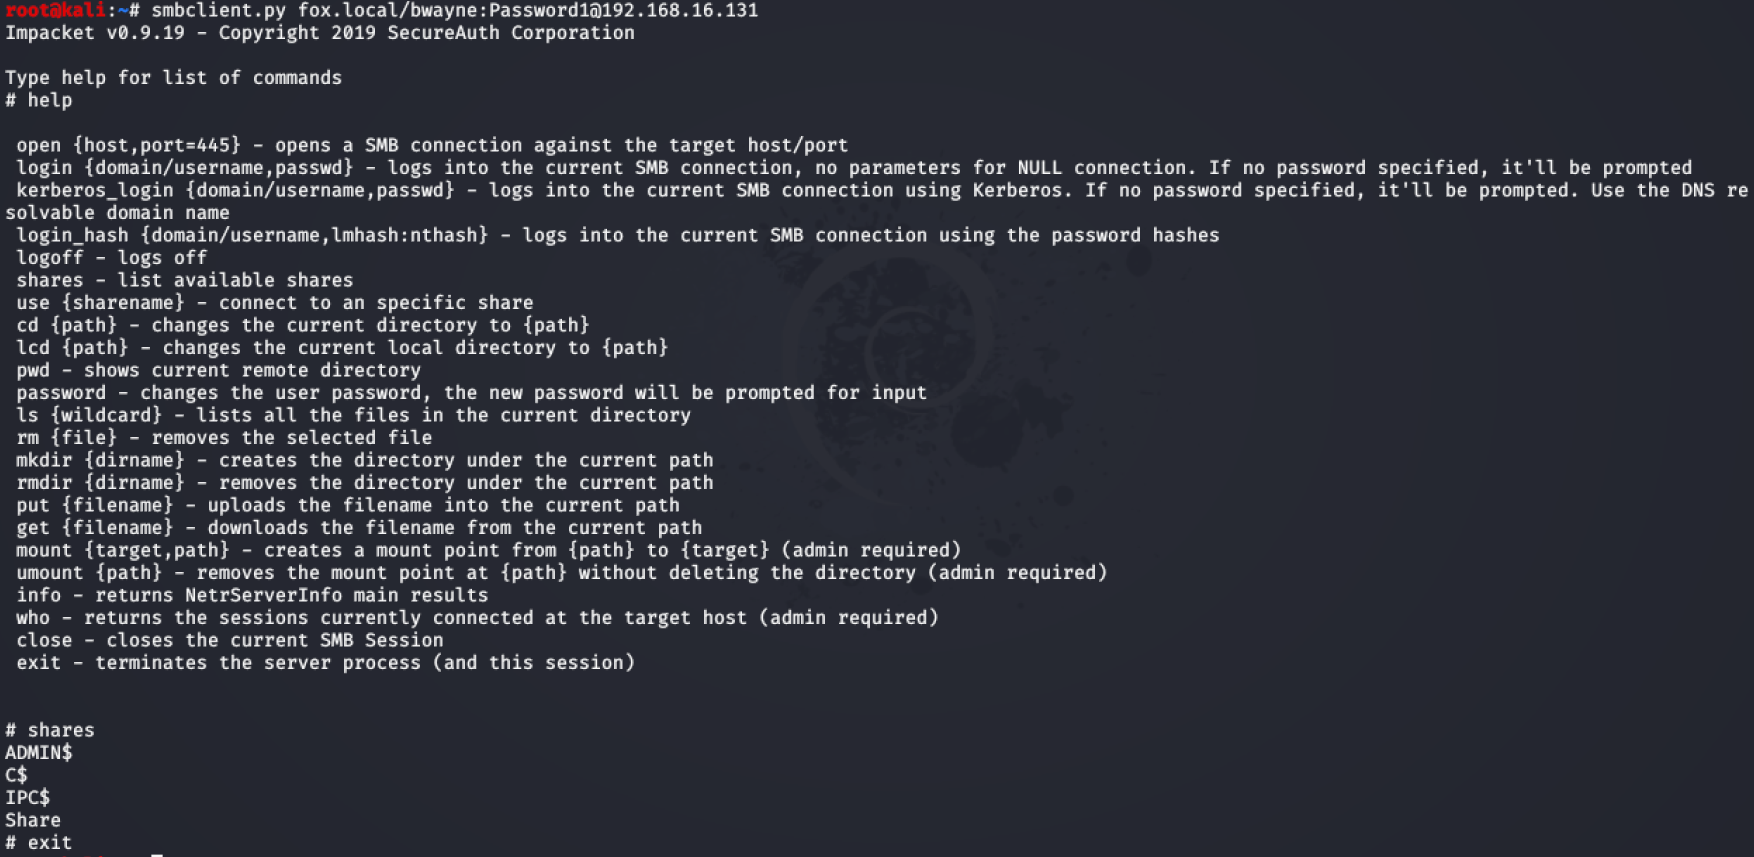 root@kali:~# smbclient.py fox.local/bwayne:Password1@192.168.16.131
Impacket v0.9.19 - Copyright 2019 SecureAuth Corporation
Type help for list of commands
# help
open {host,port=445} - opens a SMB connection against the target host/port
login {domain/username,passwd} - logs into the current SMB connection, no parameters for NULL connection. If no password specified, it'll be prompted
kerberos_login {domain/username,passwd} - logs into the current SMB connection using Kerberos. If no password specified, it'll be prompted. Use the DNS re
solvable domain name
login_hash {domain/username,lmhash:nthash} - logs into the current SMB connection using the password hashes
logoff - logs off
shares - list available shares
use {sharename} - connect to an specific share
cd {path} - changes the current directory to {path}
lcd {path} - changes the current local directory to {path}
pwd - shows current remote directory
password - changes the user password, the new password will be prompted for input
ls {wildcard} - lists all the files in the current directory
rm {file} - removes the selected file
mkdir {dirname} - creates the directory under the current path
rmdir {dirname} - removes the directory under the current path
put {filename} - uploads the filename into the current path
get {filename} - downloads the filename from the current path
mount {target,path} - creates a mount point from {path} to {target} (admin required)
umount {path} - removes the mount point at {path} without deleting the directory (admin required)
info - returns NetrServerInfo main results
who - returns the sessions currently connected at the target host (admin required)
close - closes the current SMB Session
exit - terminates the server process (and this session)
# shares
ADMIN$
C$
IPC$
Share
# exit